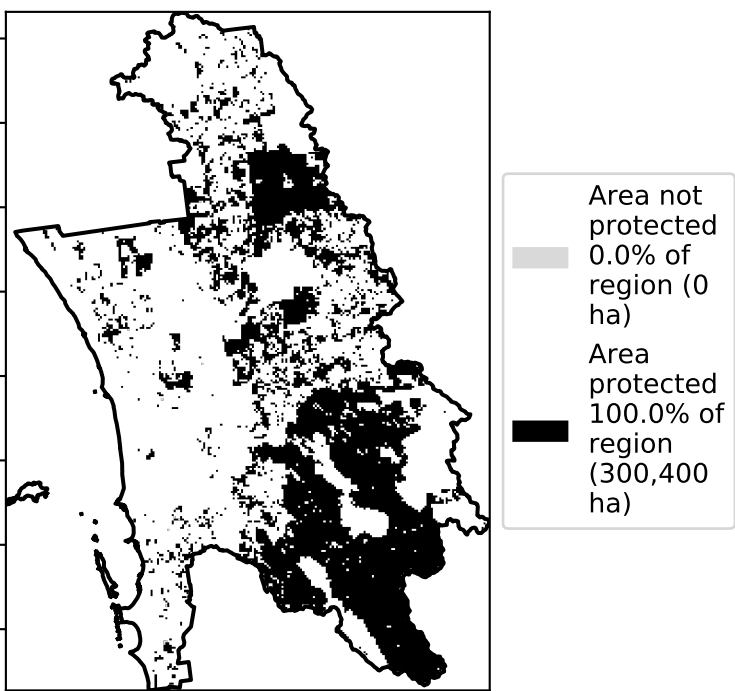 Area not
protected
0.0% of
region (0
ha)
Area
protected
100.0% of
region
(300,400
ha)